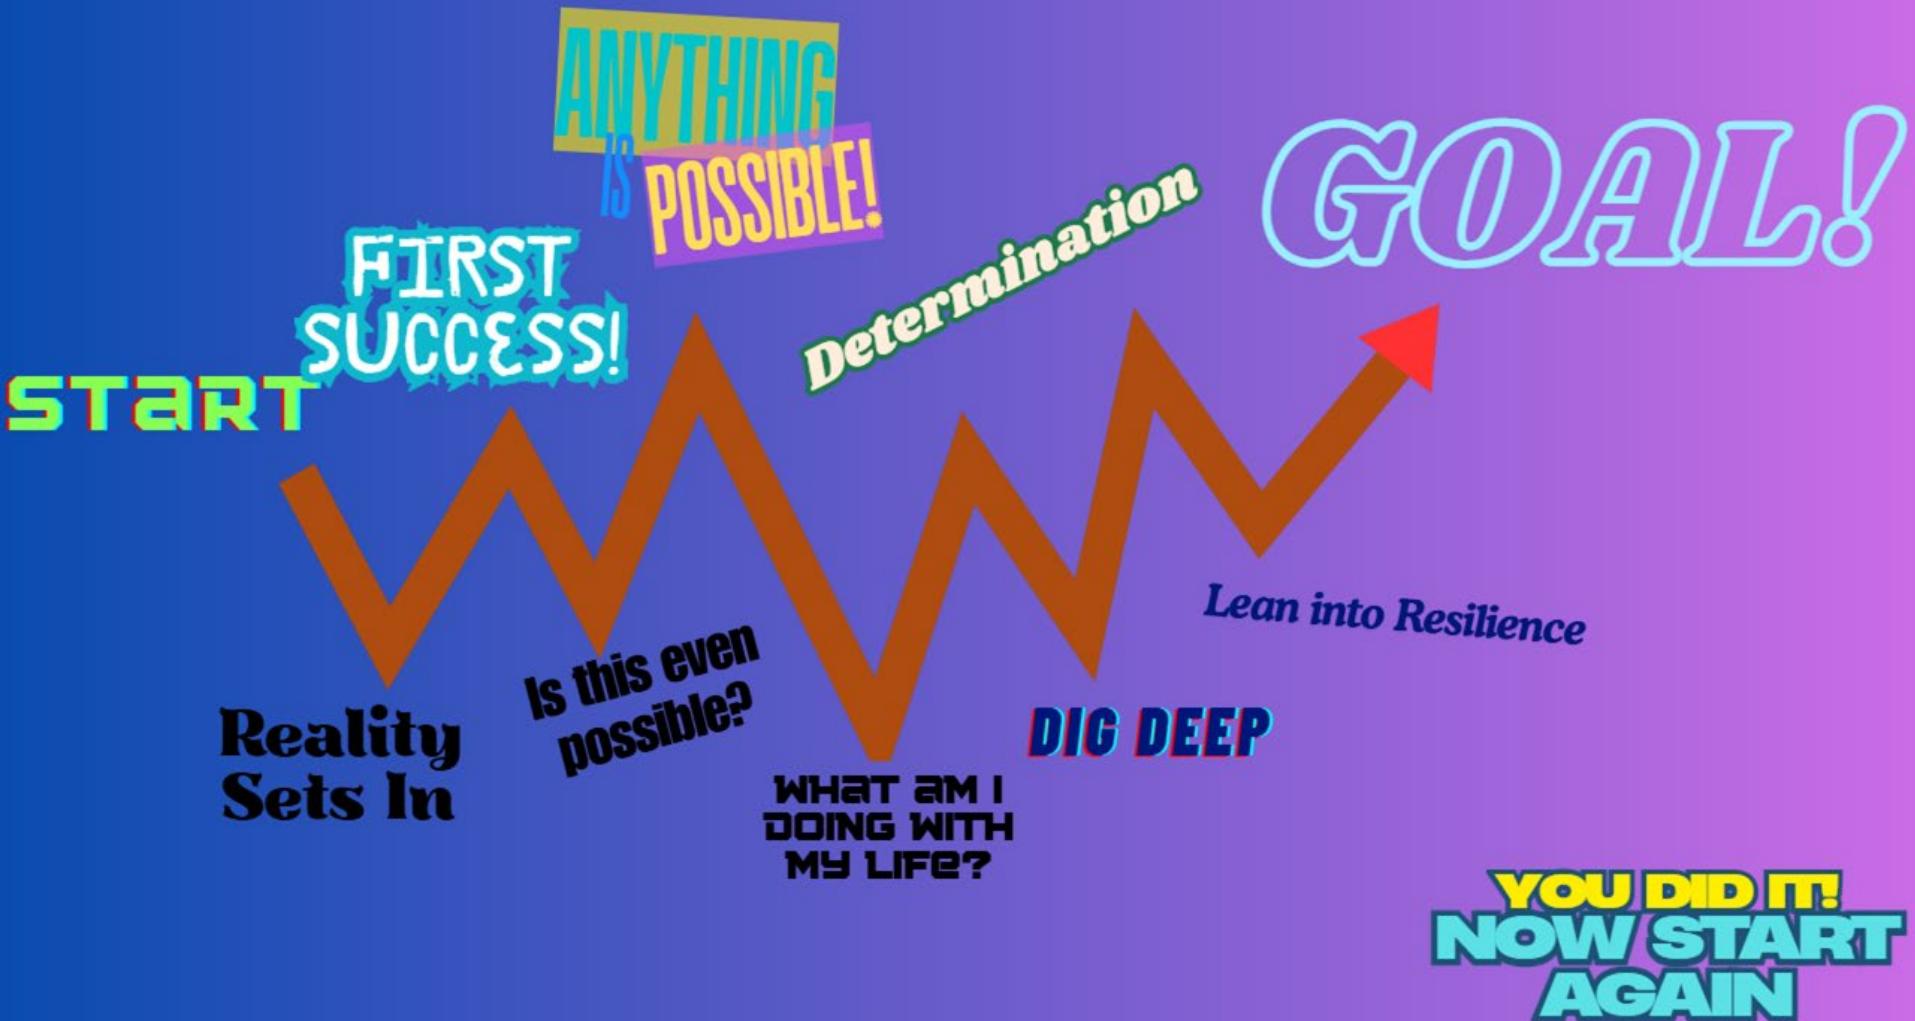 START
FIRST
SUCCESS!
ANYTHING
IS POSSIBLE!
Determination
GOAL!
Reality
Sets In
Is this even
possible?
WHAT AM I
DOING WITH
MY LIFE?
DIG DEEP
Lean into Resilience
YOU DID IT!
NOW START
AGAIN